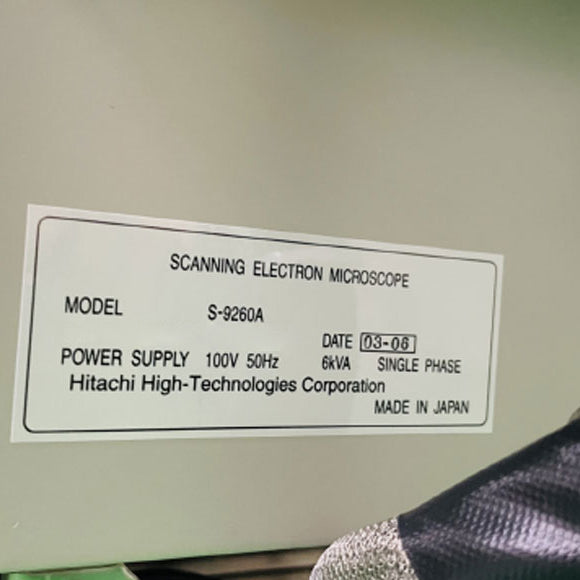 SCANNING ELECTRON MICROSCOPE
MODEL S-9260A
DATE 03-06
POWER SUPPLY 100V 50Hz 6kVA SINGLE PHASE
Hitachi High-Technologies Corporation
MADE IN JAPAN